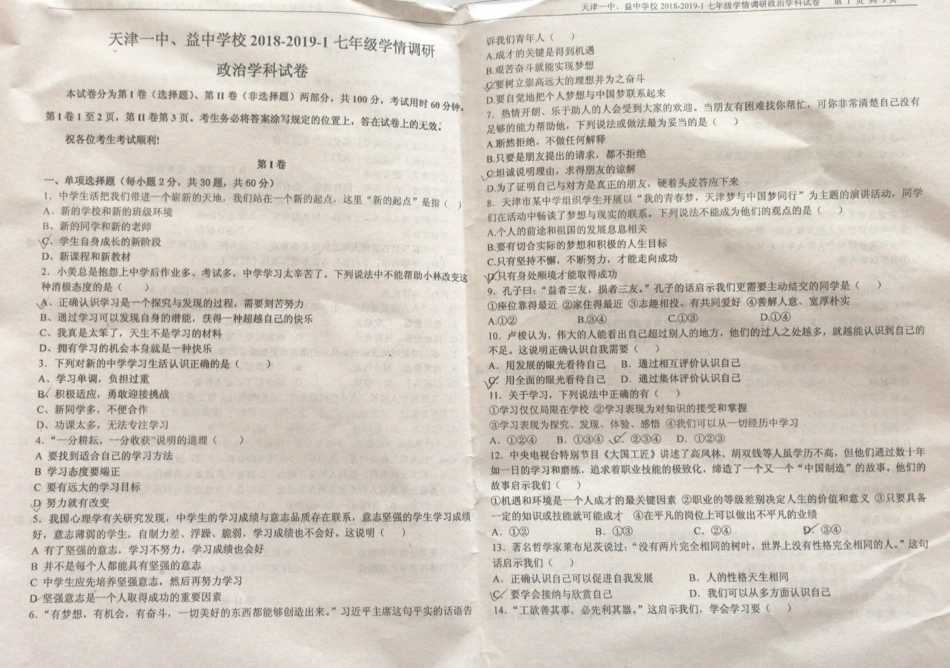 天津一中、益中学校 2018-2019-1 七年级学情调研
政治学科试卷
本试卷分为第 I 卷（选择题）、第 II 卷（非选择题）两部分，共 100 分，考试用时 60 分钟。
第 I 卷 1 至 2 页，第 II 卷第 3 页。考生务必将答案涂写规定的位置上，答在试卷上的无效。
祝各位考生考试顺利!
第 I 卷
一、单项选择题（每小题 2 分，共 30 题，共 60 分）
1．中学生活把我们带进一个崭新的天地，我们站在一个新的起点，这里“新的起点”是指（ ）
A、新的学校和新的班级环境
B、新的同学和新的老师
C、学生自身成长的新阶段
D、新课程和新教材
2．小美总是抱怨上中学后作业多、考试多，中学学习太辛苦了，下列说法中不能帮助小林改变这
种消极态度的是（ ）
A、正确认识学习是一个探究与发现的过程，需要刻苦努力
B、通过学习可以发现自身的潜能，获得一种超越自己的快乐
C、我真是太笨了，天生不是学习的材料
D、拥有学习的机会本身就是一种快乐
3．下列对新的中学学习生活认识正确的是（ ）
A、学习单调，负担过重
B、积极适应，勇敢迎接挑战
C、新同学多，不便合作
D、功课太多，无法专注学习
4．“一分耕耘，一分收获”说明的道理（ ）
A 要找到适合自己的学习方法
B 学习态度要端正
C 要有远大的学习目标
D 努力就有改变
5．我国心理学有关研究发现，中学生的学习成绩与意志品质存在联系，意志坚强的学生学习成绩
好，意志薄弱的学生，自制力差、浮躁、脆弱，学习成绩也不会好。这说明（ ）
A 有了坚强的意志，学习不努力，学习成绩也会好
B 并不是每个人都能具有坚强的意志
C 中学生应先培养坚强意志，然后再努力学习
D 坚强意志是一个人取得成功的重要因素
6．“有梦想，有机会，有奋斗，一切美好的东西都能够创造出来。”习近平主席这句平实的话语告
天津一中、益中学校 2018-2019-1 七年级学情调研政治学科试卷 第 1 页 共 3 页
诉我们青年人（ ）
A.成才的关键是得到机遇
B.艰苦奋斗就能实现梦想
C.要树立崇高远大的理想并为之奋斗
D.要自觉地把个人梦想与中国梦联系起来
7．热情开朗、乐于助人的人会受到大家的欢迎。当朋友有困难找你帮忙，可你非常清楚自己没有
足够的能力帮助他，下列说法或做法最为妥当的是（ ）
A.断然拒绝，不做任何解释
B.只要是朋友提出的请求，都不拒绝
C.坦诚说明理由，求得朋友的谅解
D.为了证明自己与对方是真正的朋友，硬着头皮答应下来
8．天津市某中学组织学生开展以“我的青春梦，天津梦与中国梦同行”为主题的演讲活动，同学
们在活动中畅谈了梦想与现实的联系，下列说法不能成为他们的观点的是（ ）
A.个人的前途和祖国的发展息息相关
B.要有切合实际的梦想和积极的人生目标
C.只有坚持不懈，不断努力，才能走向成功
D.只有身处顺境才能取得成功
9．孔子曰：“益者三友，损者三友。”孔子的话启示我们更需要主动结交的同学是（ ）
①座位靠得最近 ②家住得最近 ③志趣相投、有共同爱好 ④善解人意、宽厚朴实
A.①② B.③④ C.①③ D.①④
10．卢梭认为，伟大的人能看出自己超过别人的地方，他们的过人之处越多，就越能认识到自己的
不足。这说明正确认识自我需要（ ）
A．用发展的眼光看待自己 B．通过相互评价认识自己
C．用全面的眼光看待自己 D．通过集体评价认识自己
11．关于学习，下列说法中正确的有（ ）
①学习仅仅局限在学校 ②学习表现为对知识的接受和掌握
③学习表现为探究、发现、体验、感悟 ④我们可以从一切经历中学习
A．①②④ B．①③④ C．②③④ D．①②③
12．中央电视台特别节目《大国工匠》讲述了高凤林、胡双钱等人虽学历不高，但他们通过数十年
如一日的学习和磨练，追求着职业技能的极致化，缔造了一个又一个“中国制造”的故事。他们的
故事启示我们（ ）
①机遇和环境是一个人成才的最关键因素 ②职业的等级差别决定人生的价值和意义 ③只要具备
一定的知识或技能就可能成才 ④在平凡的岗位上可以做出不平凡的业绩
A．①② B．①③ C．②④ D．③④
13．著名哲学家莱布尼茨说过：“没有两片完全相同的树叶，世界上没有性格完全相同的人。”这句
话启示我们（ ）
A．正确认识自己可以促进自我发展 B．人的性格天生相同
C．要学会接纳与欣赏自己 D．我们可以从多方面认识自己
14．“工欲善其事，必先利其器。”这启示我们，学会学习要（ ）